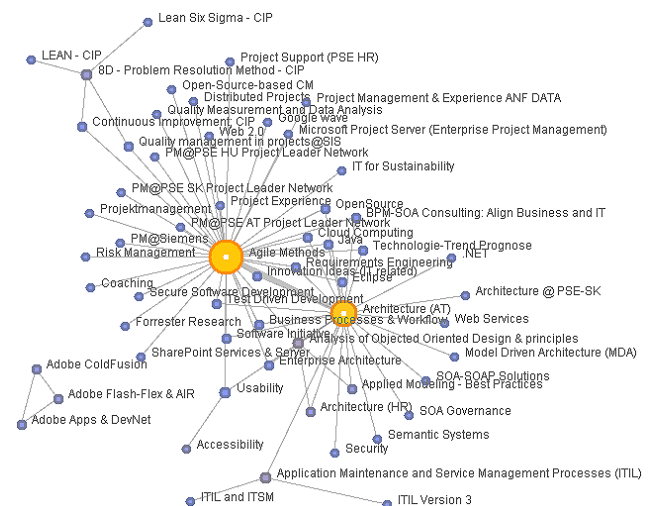 Lean Six Sigma - CIP
LEAN - CIP
Project Support (PSE HR)
8D - Problem Resolution Method - CIP
Open-Source-based CM
Distributed Projects
Project Management & Experience ANF DATA
Quality Measurement and Data Analysis
Google wave
Continuous Improvement, CIP
Web 2.0
Microsoft Project Server (Enterprise Project Management)
Quality management in projects@SIS
PM@PSE HU Project Leader Network
IT for Sustainability
PM@PSE SK Project Leader Network
Project Experience
OpenSource
Projektmanagement
BPM-SOA Consulting: Align Business and IT
PM@PSE AT Project Leader Network
Cloud Computing
PM@Siemens
Java
Technologie-Trend Prognose
Risk Management
Agile Methods
.NET
Requirements Engineering
Innovation Ideas (IT related)
Eclipse
Coaching
Secure Software Development
Architecture @ PSE-SK
Test Driven Development
Architecture (AT)
Forrester Research
Business Processes & Workflow
Web Services
Software Initiative
Analysis of Objected Oriented Design & principles
SharePoint Services & Server
Model Driven Architecture (MDA)
Enterprise Architecture
Adobe ColdFusion
SOA-SOAP Solutions
Usability
Applied Modeling - Best Practices
Adobe Flash-Flex & AIR
Architecture (HR)
SOA Governance
Adobe Apps & DevNet
Semantic Systems
Accessibility
Security
Application Maintenance and Service Management Processes (ITIL)
ITIL and ITSM
ITIL Version 3